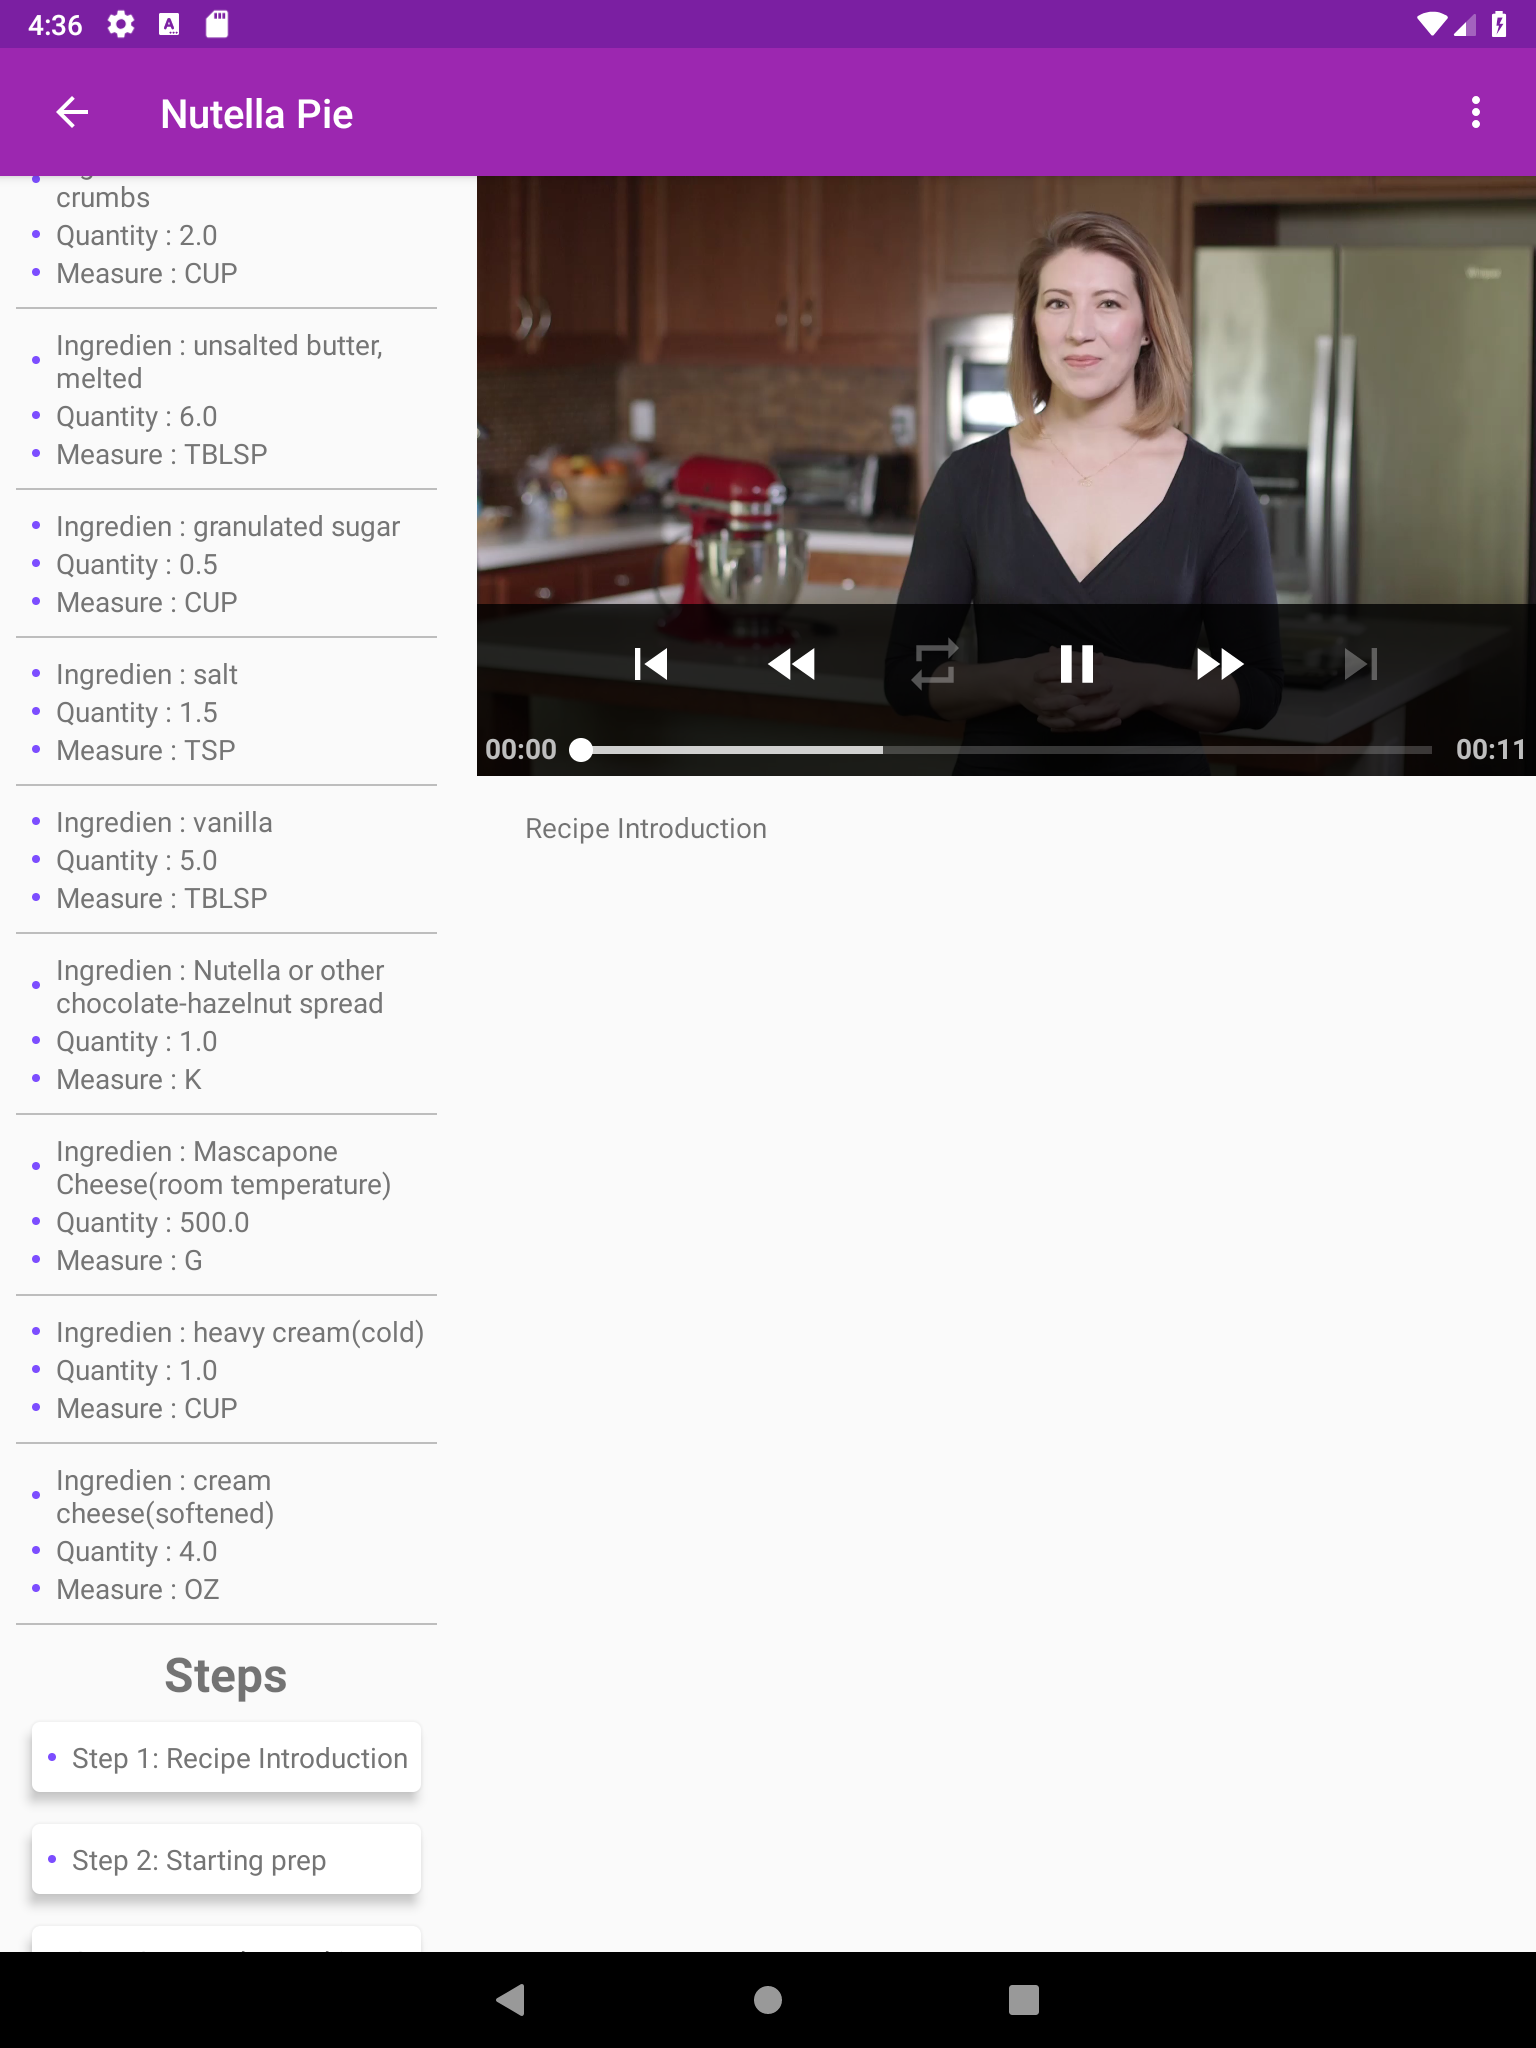 4:36
Nutella Pie
crumbs
Quantity : 2.0
Measure : CUP
Ingredien : unsalted butter,
melted
Quantity : 6.0
Measure : TBLSP
Ingredien : granulated sugar
Quantity : 0.5
Measure : CUP
Ingredien : salt
Quantity : 1.5
Measure : TSP
Ingredien : vanilla
Quantity : 5.0
Measure : TBLSP
Ingredien : Nutella or other
chocolate-hazelnut spread
Quantity : 1.0
Measure : K
Ingredien : Mascapone
Cheese(room temperature)
Quantity : 500.0
Measure : G
Ingredien : heavy cream(cold)
Quantity : 1.0
Measure : CUP
Ingredien : cream
cheese(softened)
Quantity : 4.0
Measure : OZ
Steps
Step 1: Recipe Introduction
Step 2: Starting prep
00:00
00:11
Recipe Introduction